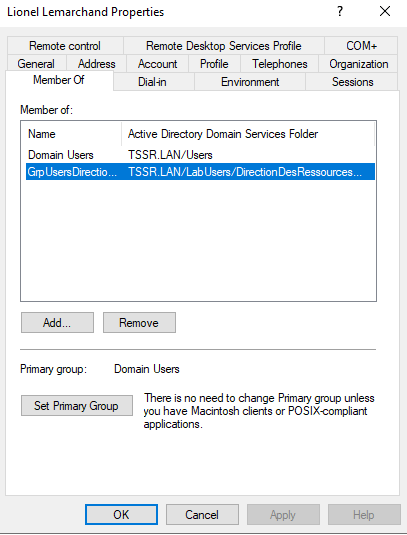 Lionel Lemarchand Properties
?
Remote control Remote Desktop Services Profile COM+
General Address Account Profile Telephones Organization
Member Of Dial-in Environment Sessions
Member of:
Name Active Directory Domain Services Folder
Domain Users TSSR.LAN/Users
GrpUsersDirectio... TSSR.LAN/LabUsers/DirectionDesRessources...
Add... Remove
Primary group: Domain Users
Set Primary Group
There is no need to change Primary group unless
you have Macintosh clients or POSIX-compliant
applications.
OK Cancel Apply Help